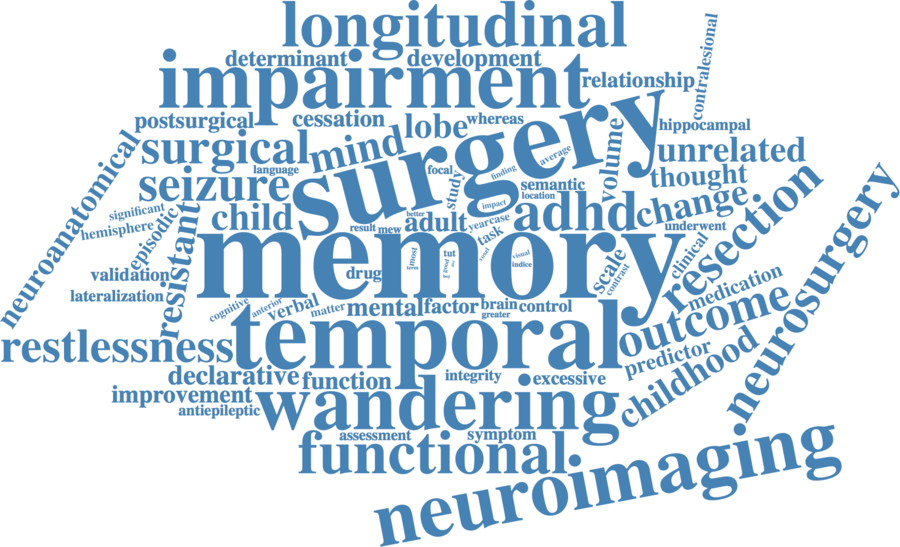 longitudinal
determinant development
impairment
relationship
contralesional
postsurgical cessation
lobe whereas
hippocampal
surgical mind surgery volume unrelated
language focal finding average
seizure study semantic thought
location
impact
neuroanatomical
significant
hemisphere
episodic
child
better
adult
yearcase
adhd change
result mew
underwent
task
resection
neurosurgery
resistant
memory
most
term
tut
visual
indice
voxel
scale
contrast
clinical
validation
drug
medication
lateralization
cognitive anterior verbal
matter mental factor brain control
greater
outcome
restlessness temporal
predictor
childhood
declarative function integrity excessive
improvement
antiepileptic
wandering
assessment symptom
functional
neuroimaging